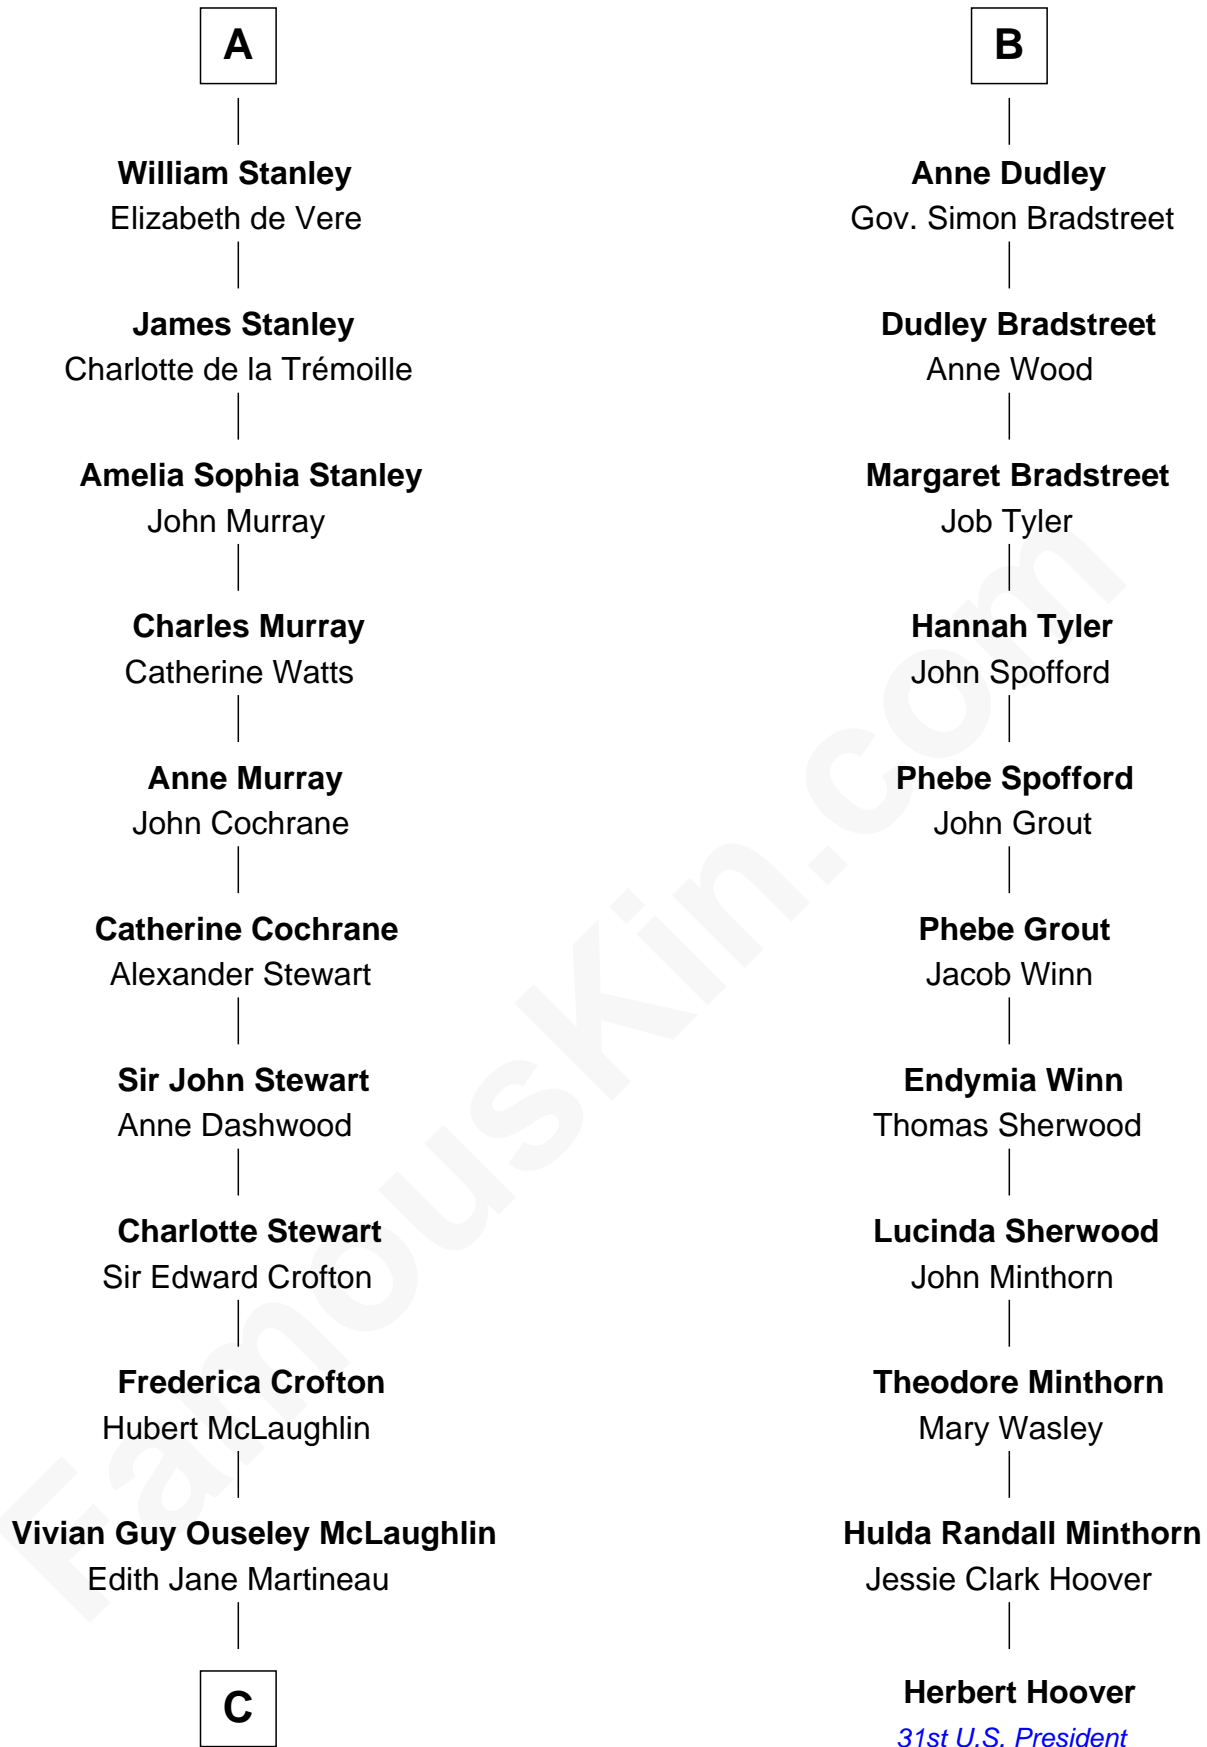 A
William Stanley
Elizabeth de Vere
James Stanley
Charlotte de la Trémoille
Amelia Sophia Stanley
John Murray
Charles Murray
Catherine Watts
Anne Murray
John Cochrane
Catherine Cochrane
Alexander Stewart
Sir John Stewart
Anne Dashwood
Charlotte Stewart
Sir Edward Crofton
Frederica Crofton
Hubert McLaughlin
Vivian Guy Ouseley McLaughlin
Edith Jane Martineau
C
B
Anne Dudley
Gov. Simon Bradstreet
Dudley Bradstreet
Anne Wood
Margaret Bradstreet
Job Tyler
Hannah Tyler
John Spofford
Phebe Spofford
John Grout
Phebe Grout
Jacob Winn
Endymia Winn
Thomas Sherwood
Lucinda Sherwood
John Minthorn
Theodore Minthorn
Mary Wasley
Hulda Randall Minthorn
Jessie Clark Hoover
Herbert Hoover
31st U.S. President
FamousKin.com